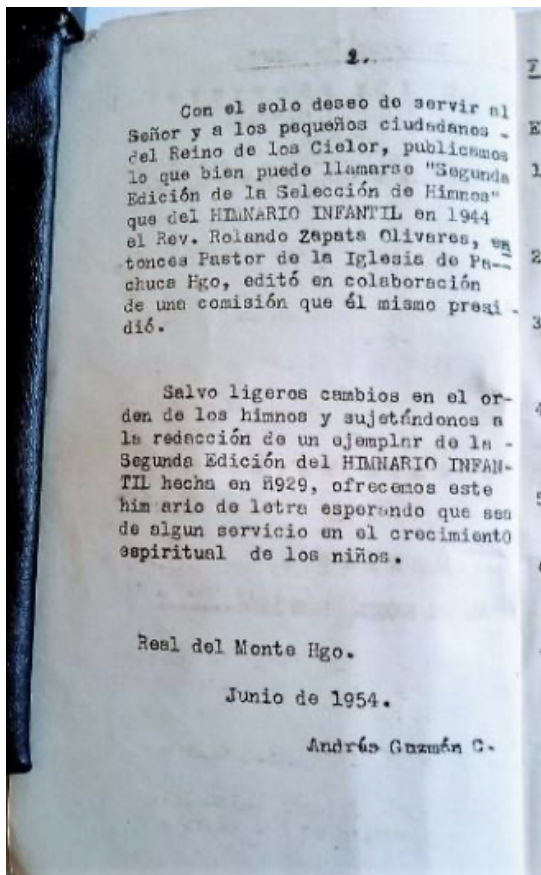 2.
Con el solo deseo de servir al
Señor y a los pequeños ciudadanos -
del Reino de los Cielor, publicamos
lo que bien puede llamarse "Segunda
Edición de la Selección de Himnos"
que del HIMNARIO INFANTIL en 1944
el Rev. Rolando Zapata Olivares, en
tonces Pastor de la Iglesia de Pa--
chuca Hgo, editó en colaboración
de una comisión que él mismo presi -
dió.
Salvo ligeros cambios en el or-
den de los himnos y sujetándonos a
la redacción de un ejemplar de la -
Segunda Edición del HIMNARIO INFAN-
TIL hecha en ñ929, ofrecemos este
him ario de letra esperando que sea
de algun servicio en el crecimiento
espiritual de los niños.
Real del Monte Hgo.
Junio de 1954.
Andrés Guzmán C.